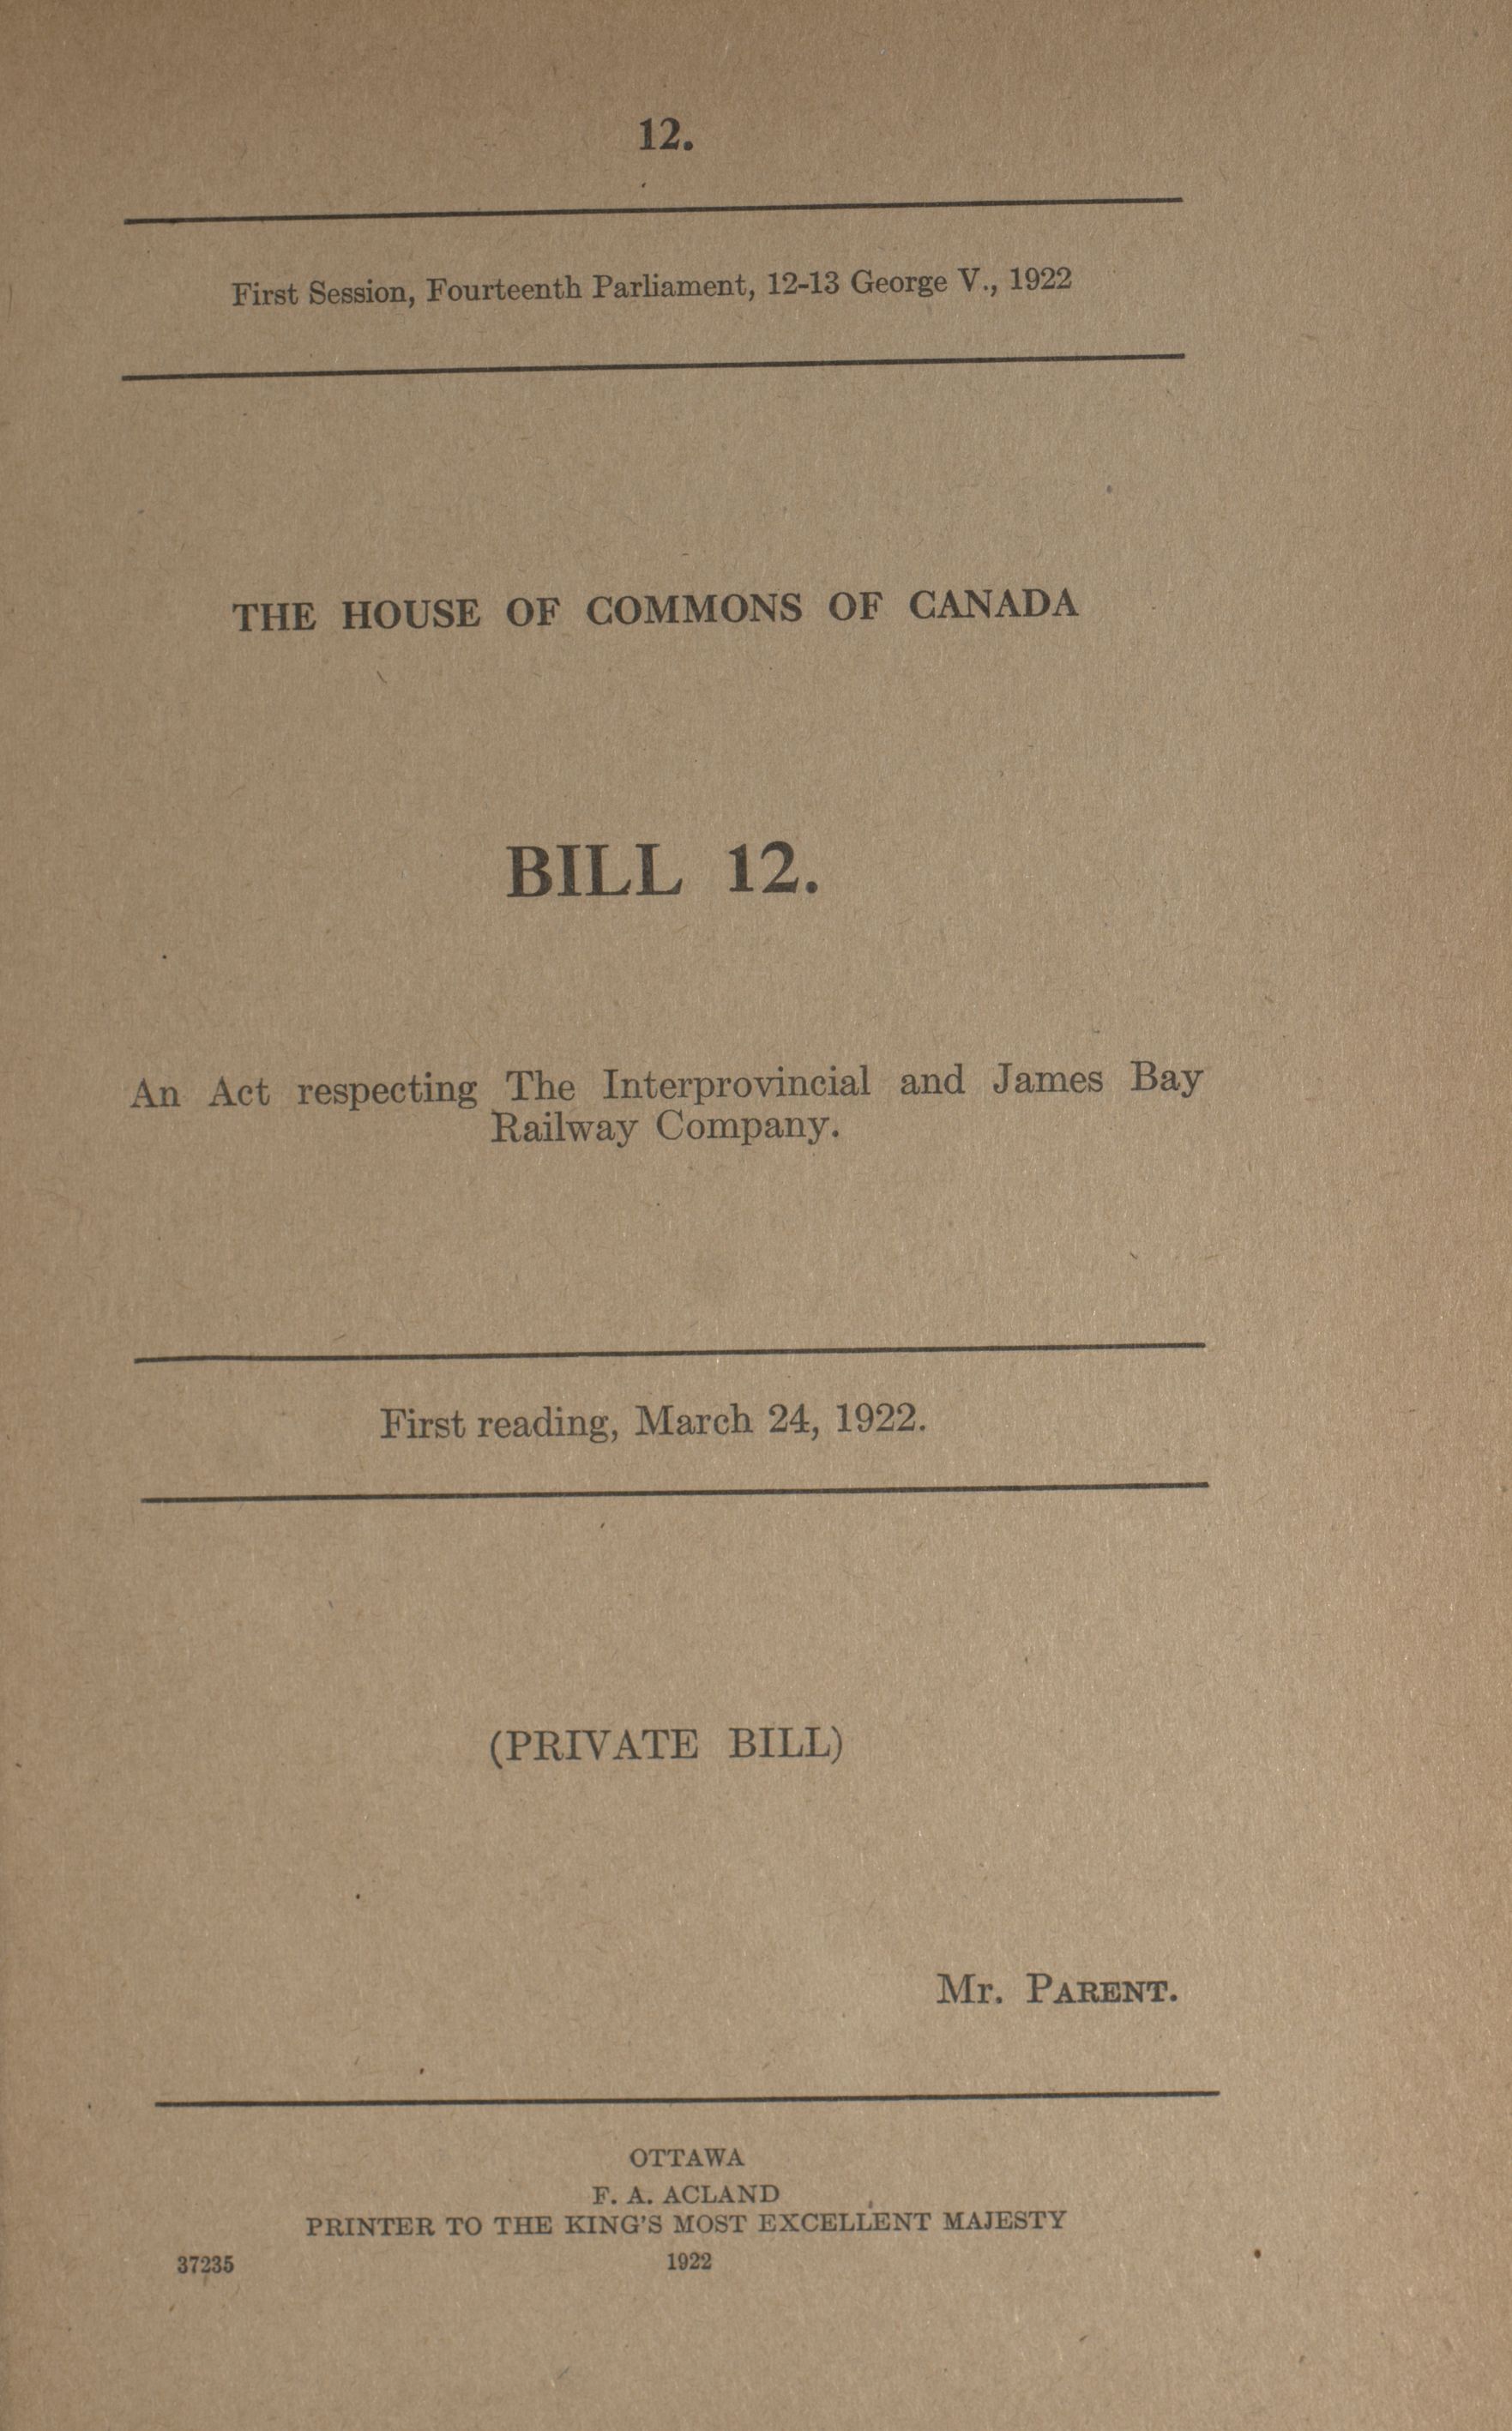 12.
First Session, Fourteenth Parliament, 12-13 George V., 1922
THE HOUSE OF COMMONS OF CANADA
BILL 12.
An Act respecting The Interprovincial and James Bay
Railway Company.
First reading, March 24, 1922.
(PRIVATE BILL)
Mr. PARENT.
OTTAWA
F. A. ACLAND
PRINTER TO THE KING'S MOST EXCELLENT MAJESTY
37235 1922